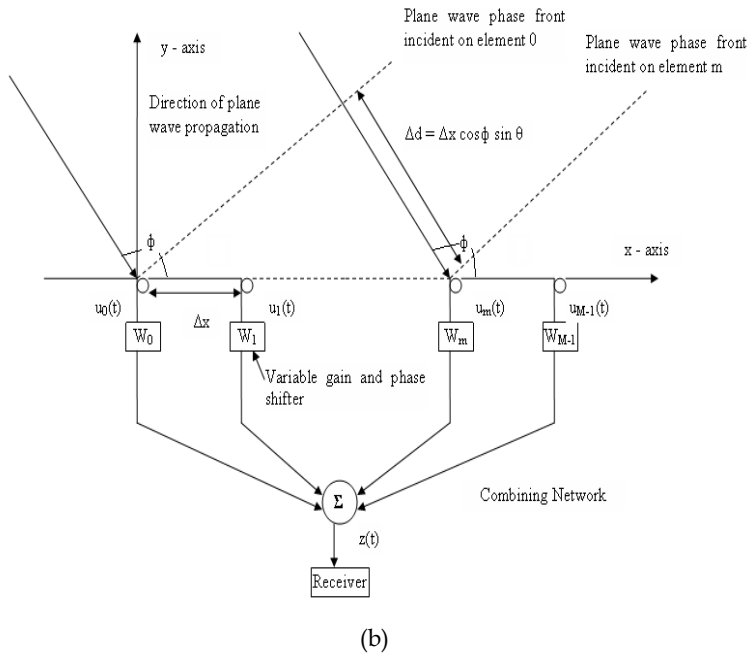 y - axis
Plane wave phase front
incident on element 0
Plane wave phase front
incident on element m
Direction of plane
wave propagation
Δd = Δx cosϕ sin θ
ϕ
ϕ
x - axis
u0(t)
Δx
u1(t)
um(t)
uM-1(t)
W0
W1
Wm
WM-1
Variable gain and phase
shifter
Σ
Combining Network
z(t)
Receiver
(b)